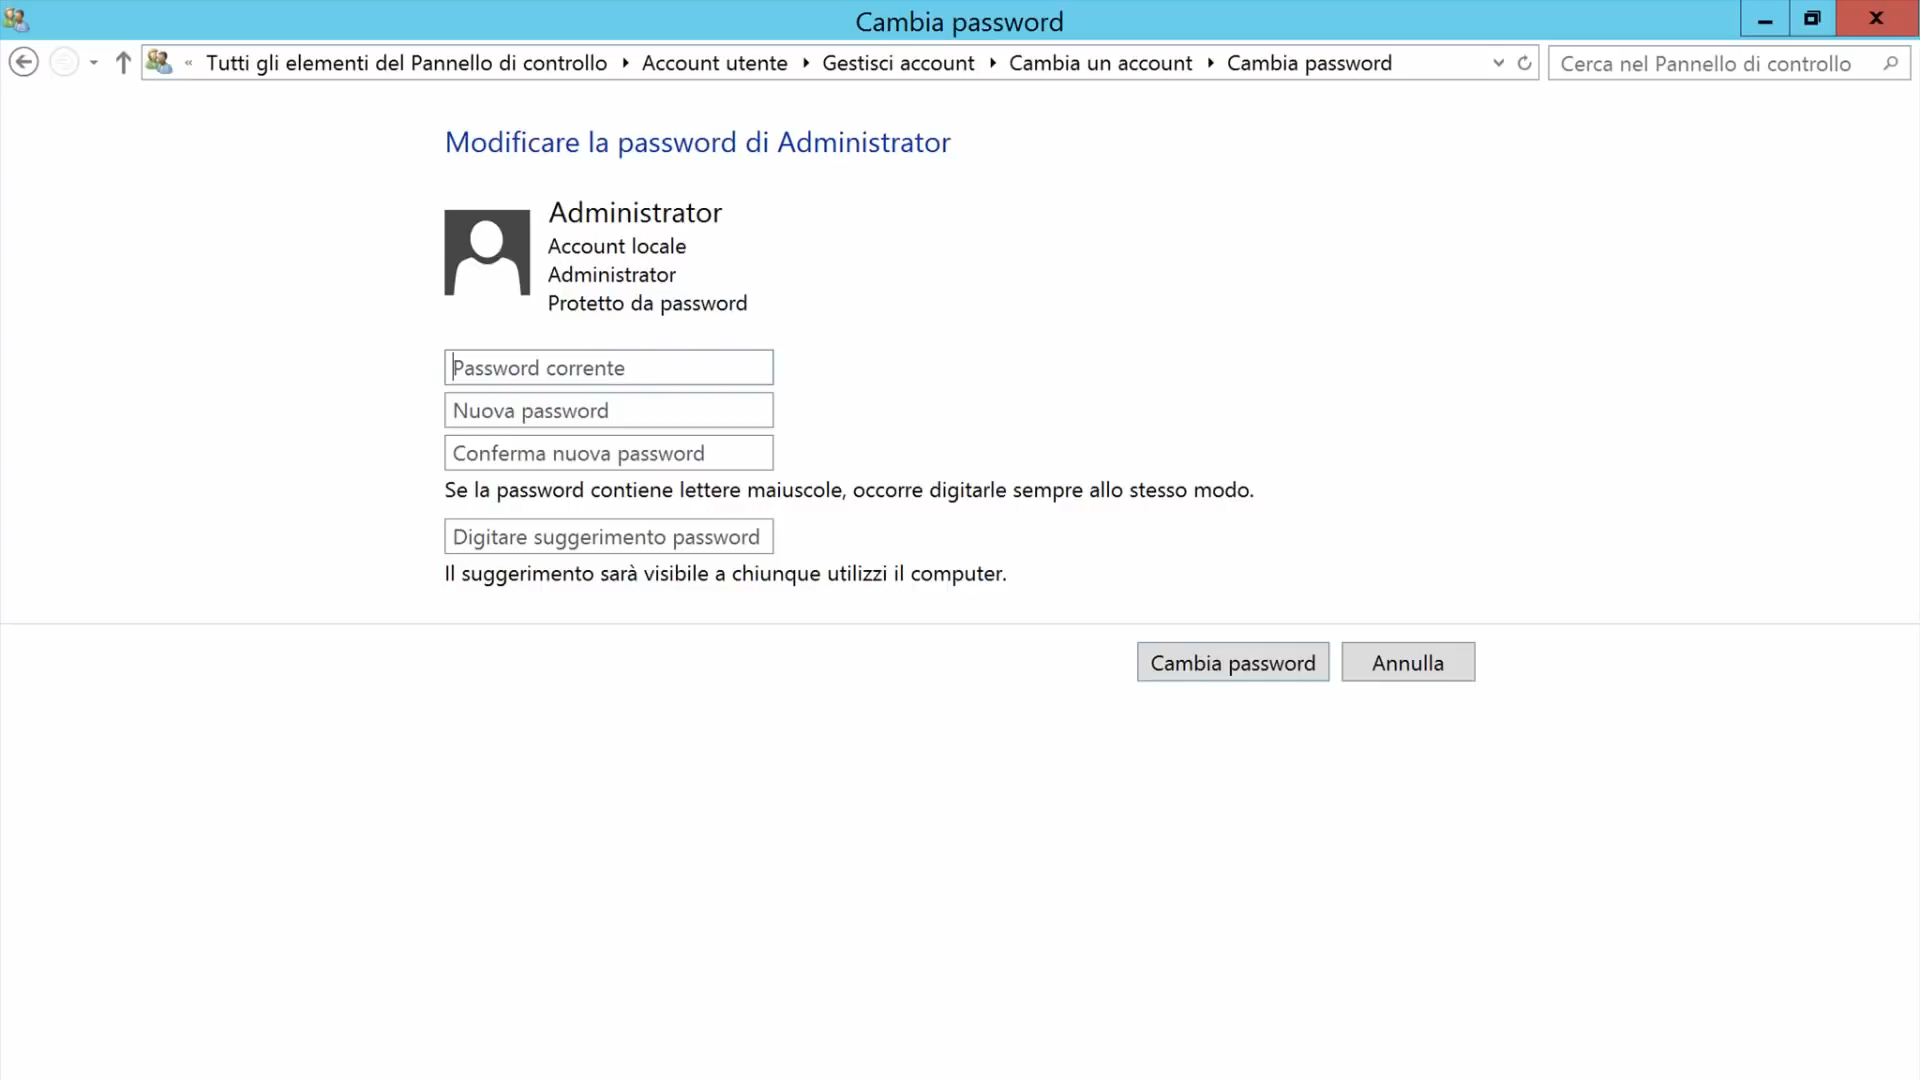 Cambia password
« Tutti gli elementi del Pannello di controllo Account utente Gestisci account Cambia un account Cambia password
Cerca nel Pannello di controllo
Modificare la password di Administrator
Administrator
Account locale
Administrator
Protetto da password
Password corrente
Nuova password
Conferma nuova password
Se la password contiene lettere maiuscole, occorre digitarle sempre allo stesso modo.
Digitare suggerimento password
Il suggerimento sarà visibile a chiunque utilizzi il computer.
Cambia password Annulla